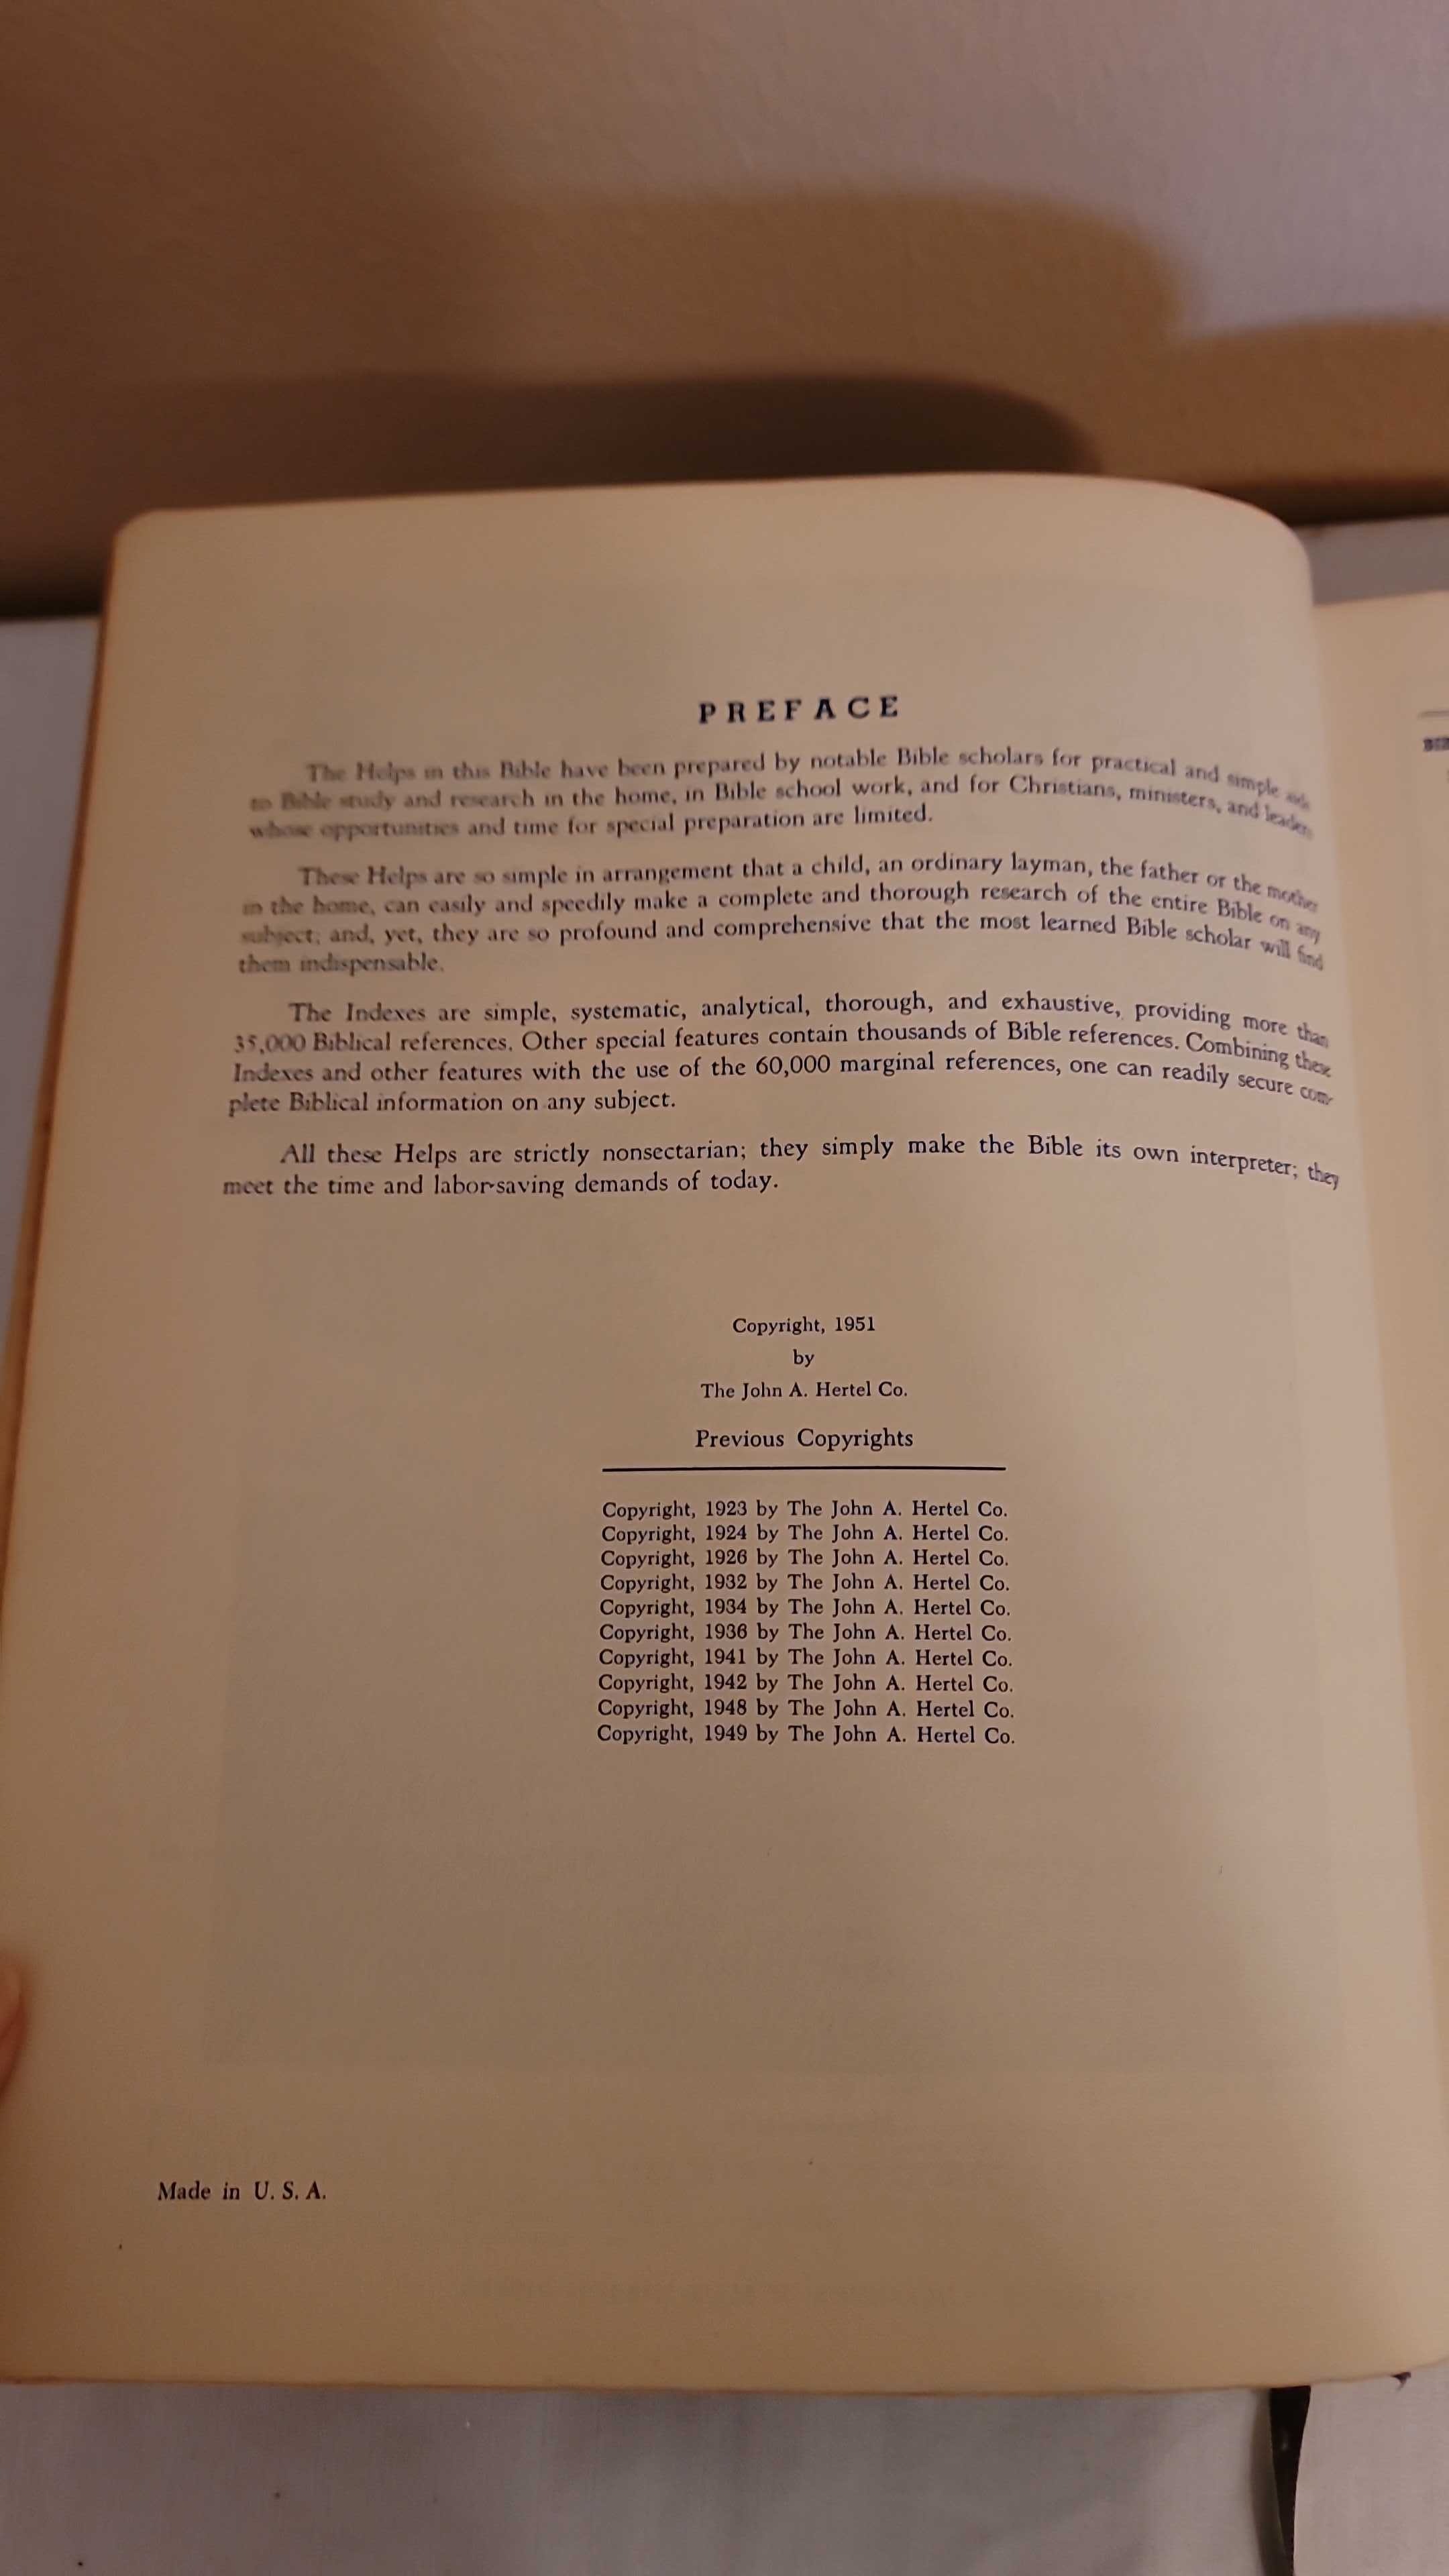 PREFACE
The Helps in this Bible have been prepared by notable Bible scholars for practical and simple aids
to Bible study and research in the home, in Bible school work, and for Christians, ministers, and leaders
whose opportunities and time for special preparation are limited.
These Helps are so simple in arrangement that a child, an ordinary layman, the father or the mother
in the home, can easily and speedily make a complete and thorough research of the entire Bible on any
subject; and, yet, they are so profound and comprehensive that the most learned Bible scholar will find
them indispensable.
The Indexes are simple, systematic, analytical, thorough, and exhaustive, providing more than
35,000 Biblical references. Other special features contain thousands of Bible references. Combining these
Indexes and other features with the use of the 60,000 marginal references, one can readily secure com-
plete Biblical information on any subject.
All these Helps are strictly nonsectarian; they simply make the Bible its own interpreter; they
meet the time and labor-saving demands of today.
Copyright, 1951
by
The John A. Hertel Co.
Previous Copyrights
Copyright, 1923 by The John A. Hertel Co.
Copyright, 1924 by The John A. Hertel Co.
Copyright, 1926 by The John A. Hertel Co.
Copyright, 1932 by The John A. Hertel Co.
Copyright, 1934 by The John A. Hertel Co.
Copyright, 1936 by The John A. Hertel Co.
Copyright, 1941 by The John A. Hertel Co.
Copyright, 1942 by The John A. Hertel Co.
Copyright, 1948 by The John A. Hertel Co.
Copyright, 1949 by The John A. Hertel Co.
Made in U. S. A.